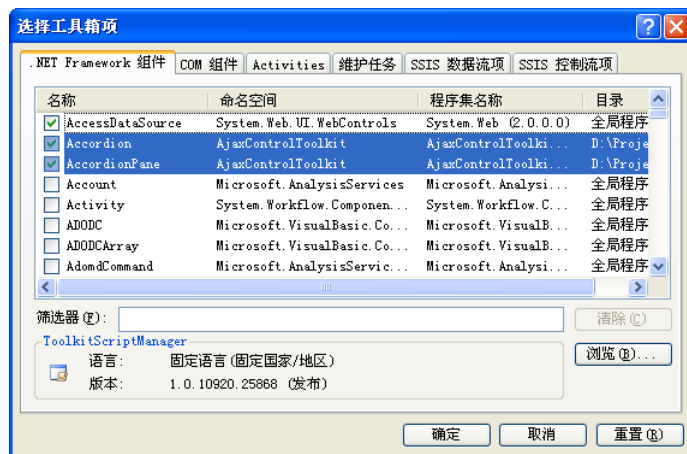 选择工具箱项
.NET Framework 组件 COM 组件 Activities 维护任务 SSIS 数据流项 SSIS 控制流项
名称 命名空间 程序集名称 目录
AccessDataSource System.Web.UI.WebControls System.Web (2.0.0.0) 全局程序
Accordion AjaxControlToolkit AjaxControlToolki... D:\Proje
AccordionPane AjaxControlToolkit AjaxControlToolki... D:\Proje
Account Microsoft.AnalysisServices Microsoft.Analysi... 全局程序
Activity System.Workflow.Componen... System.Workflow.C... 全局程序
ADODC Microsoft.VisualBasic.Co... Microsoft.VisualB... 全局程序
ADODCArray Microsoft.VisualBasic.Co... Microsoft.VisualB... 全局程序
AdomdCommand Microsoft.AnalysisServic... Microsoft.Analysi... 全局程序
筛选器(F): 清除(C)
ToolkitScriptManager
语言: 固定语言(固定国家/地区) 浏览(B)...
版本: 1.0.10920.25868 (发布)
确定 取消 重置(R)